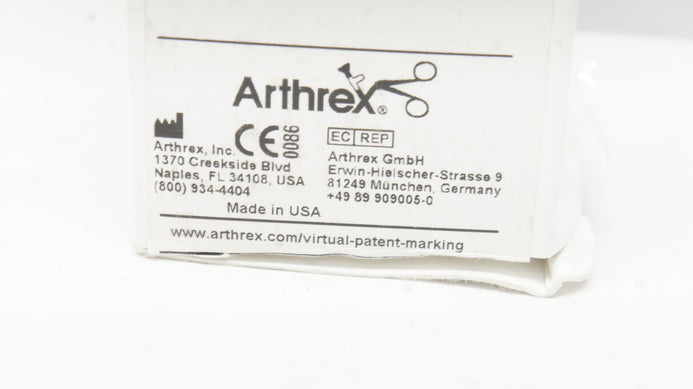 Arthrex®
CE 0086
Arthrex, Inc.
1370 Creekside Blvd
Naples, FL 34108, USA
(800) 934-4404
EC REP
Arthrex GmbH
Erwin-Hielscher-Strasse 9
81249 München, Germany
+49 89 909005-0
Made in USA
www.arthrex.com/virtual-patent-marking